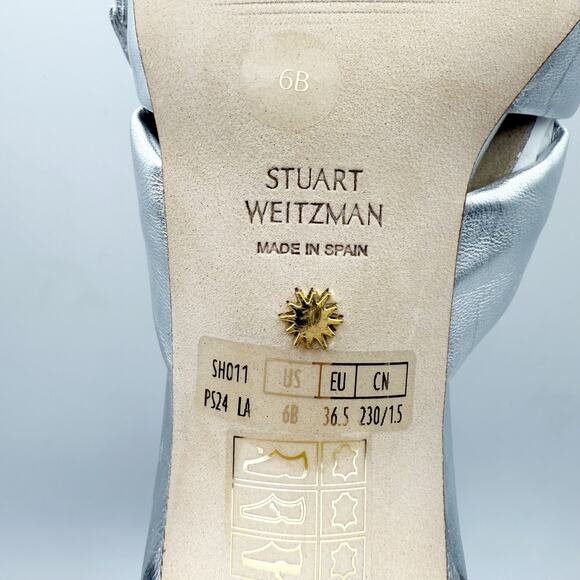 6B
STUART
WEITZMAN
MADE IN SPAIN
SH011 US EU CN
PS24 LA 6B 36.5 230/1.5